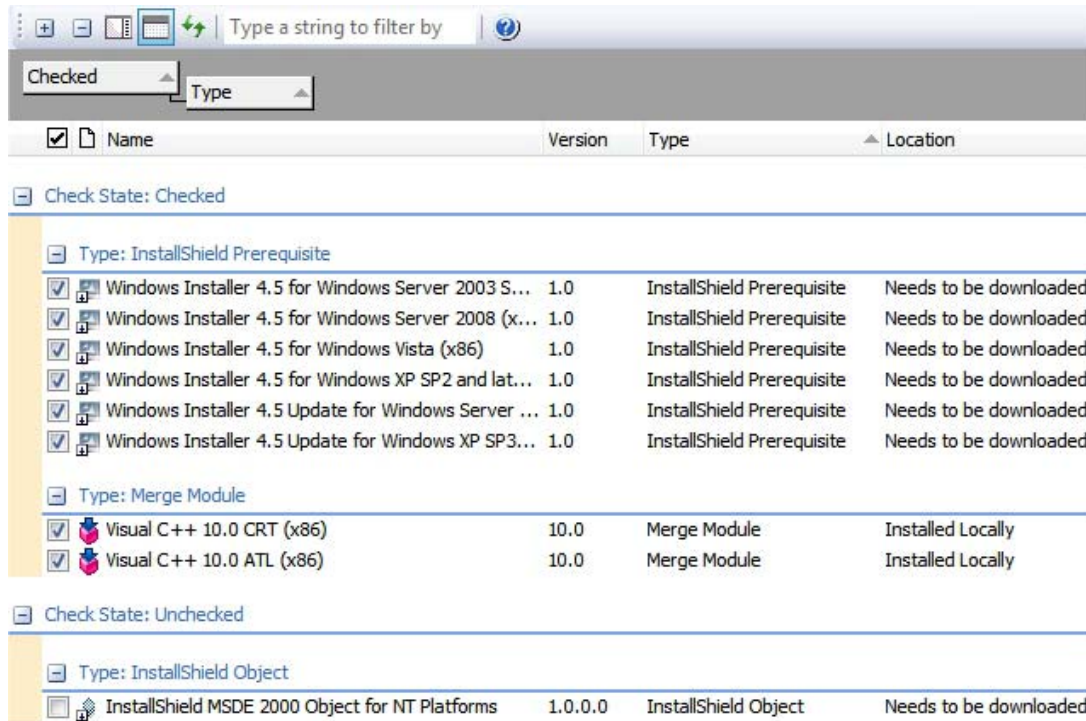 Type a string to filter by
Checked
Type
Name Version Type Location
Check State: Checked
Type: InstallShield Prerequisite
Windows Installer 4.5 for Windows Server 2003 S... 1.0 InstallShield Prerequisite Needs to be downloaded
Windows Installer 4.5 for Windows Server 2008 (x... 1.0 InstallShield Prerequisite Needs to be downloaded
Windows Installer 4.5 for Windows Vista (x86) 1.0 InstallShield Prerequisite Needs to be downloaded
Windows Installer 4.5 for Windows XP SP2 and lat... 1.0 InstallShield Prerequisite Needs to be downloaded
Windows Installer 4.5 Update for Windows Server ... 1.0 InstallShield Prerequisite Needs to be downloaded
Windows Installer 4.5 Update for Windows XP SP3... 1.0 InstallShield Prerequisite Needs to be downloaded
Type: Merge Module
Visual C++ 10.0 CRT (x86) 10.0 Merge Module Installed Locally
Visual C++ 10.0 ATL (x86) 10.0 Merge Module Installed Locally
Check State: Unchecked
Type: InstallShield Object
InstallShield MSDE 2000 Object for NT Platforms 1.0.0.0 InstallShield Object Needs to be downloaded